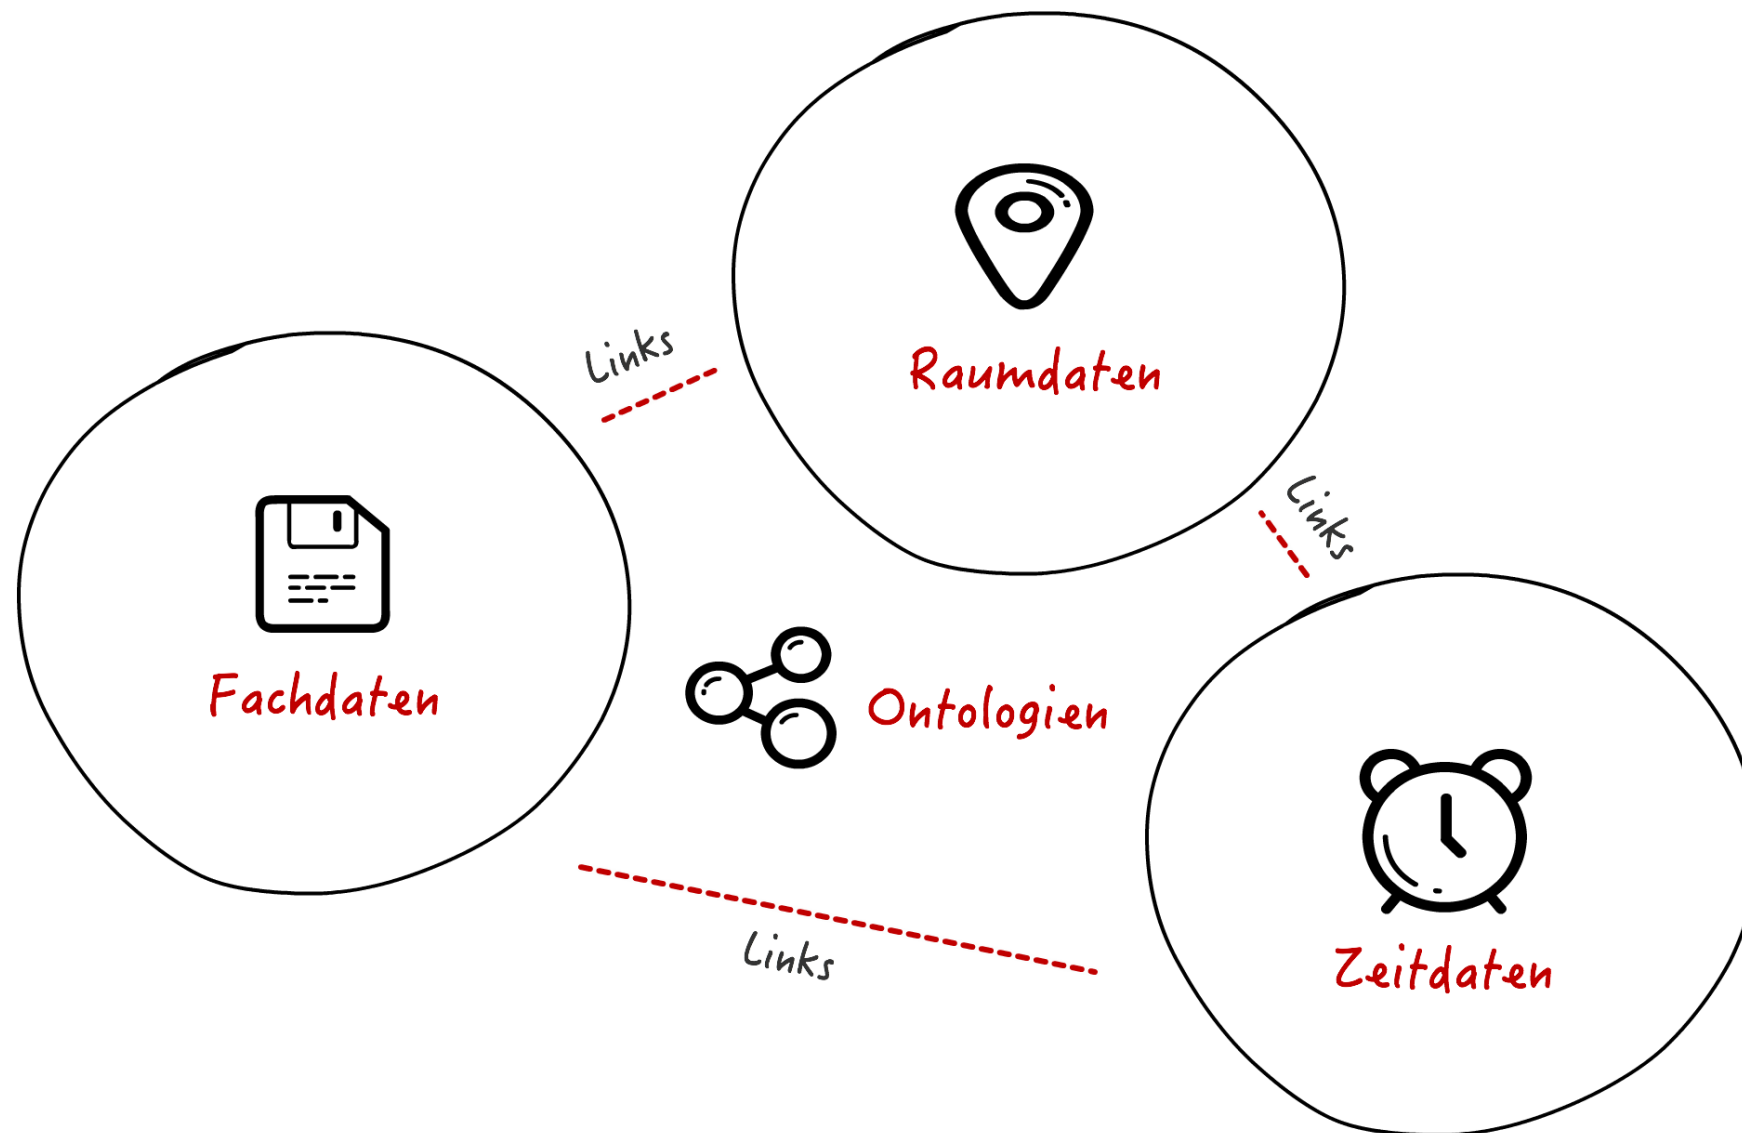 Links
Raumdaten
Links
Fachdaten
Ontologien
Links
Zeitdaten